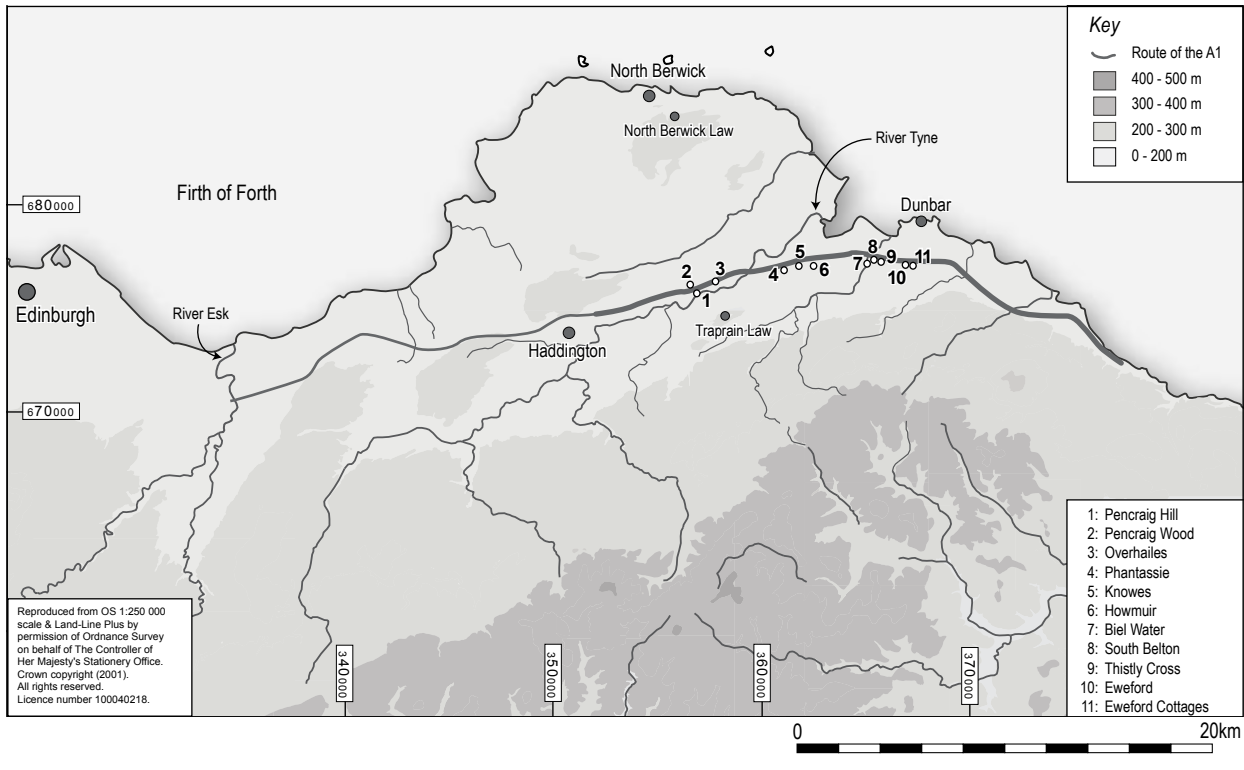 Key
Route of the A1
400 - 500 m
300 - 400 m
200 - 300 m
0 - 200 m
North Berwick
North Berwick Law
River Tyne
Firth of Forth
680000
Dunbar
Edinburgh
River Esk
Haddington
Traprain Law
1
2
3
4
5
6
7
8
9
10
11
670000
1: Pencraig Hill
2: Pencraig Wood
3: Overhailes
4: Phantassie
5: Knowes
6: Howmuir
7: Biel Water
8: South Belton
9: Thistly Cross
10: Eweford
11: Eweford Cottages
Reproduced from OS 1:250 000
scale & Land-Line Plus by
permission of Ordnance Survey
on behalf of The Controller of
Her Majesty's Stationery Office.
Crown copyright (2001).
All rights reserved.
Licence number 100040218.
340000
350000
360000
370000
0
20km